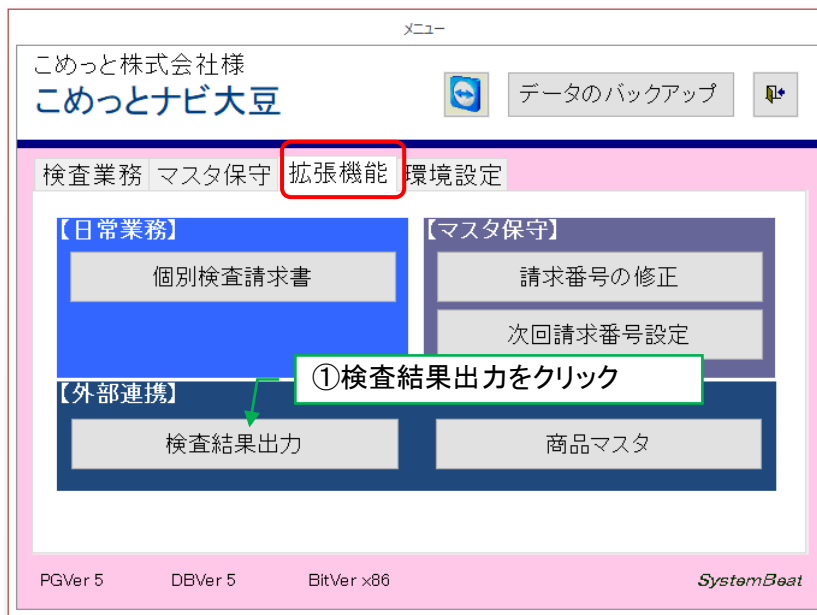 メニュー
こめっと株式会社様
こめっとナビ大豆
データのバックアップ
検査業務 マスタ保守 拡張機能 環境設定
【日常業務】
【マスタ保守】
個別検査請求書
請求番号の修正
次回請求番号設定
①検査結果出力をクリック
【外部連携】
検査結果出力
商品マスタ
PGVer 5 DBVer 5 BitVer x86 SystemBeat